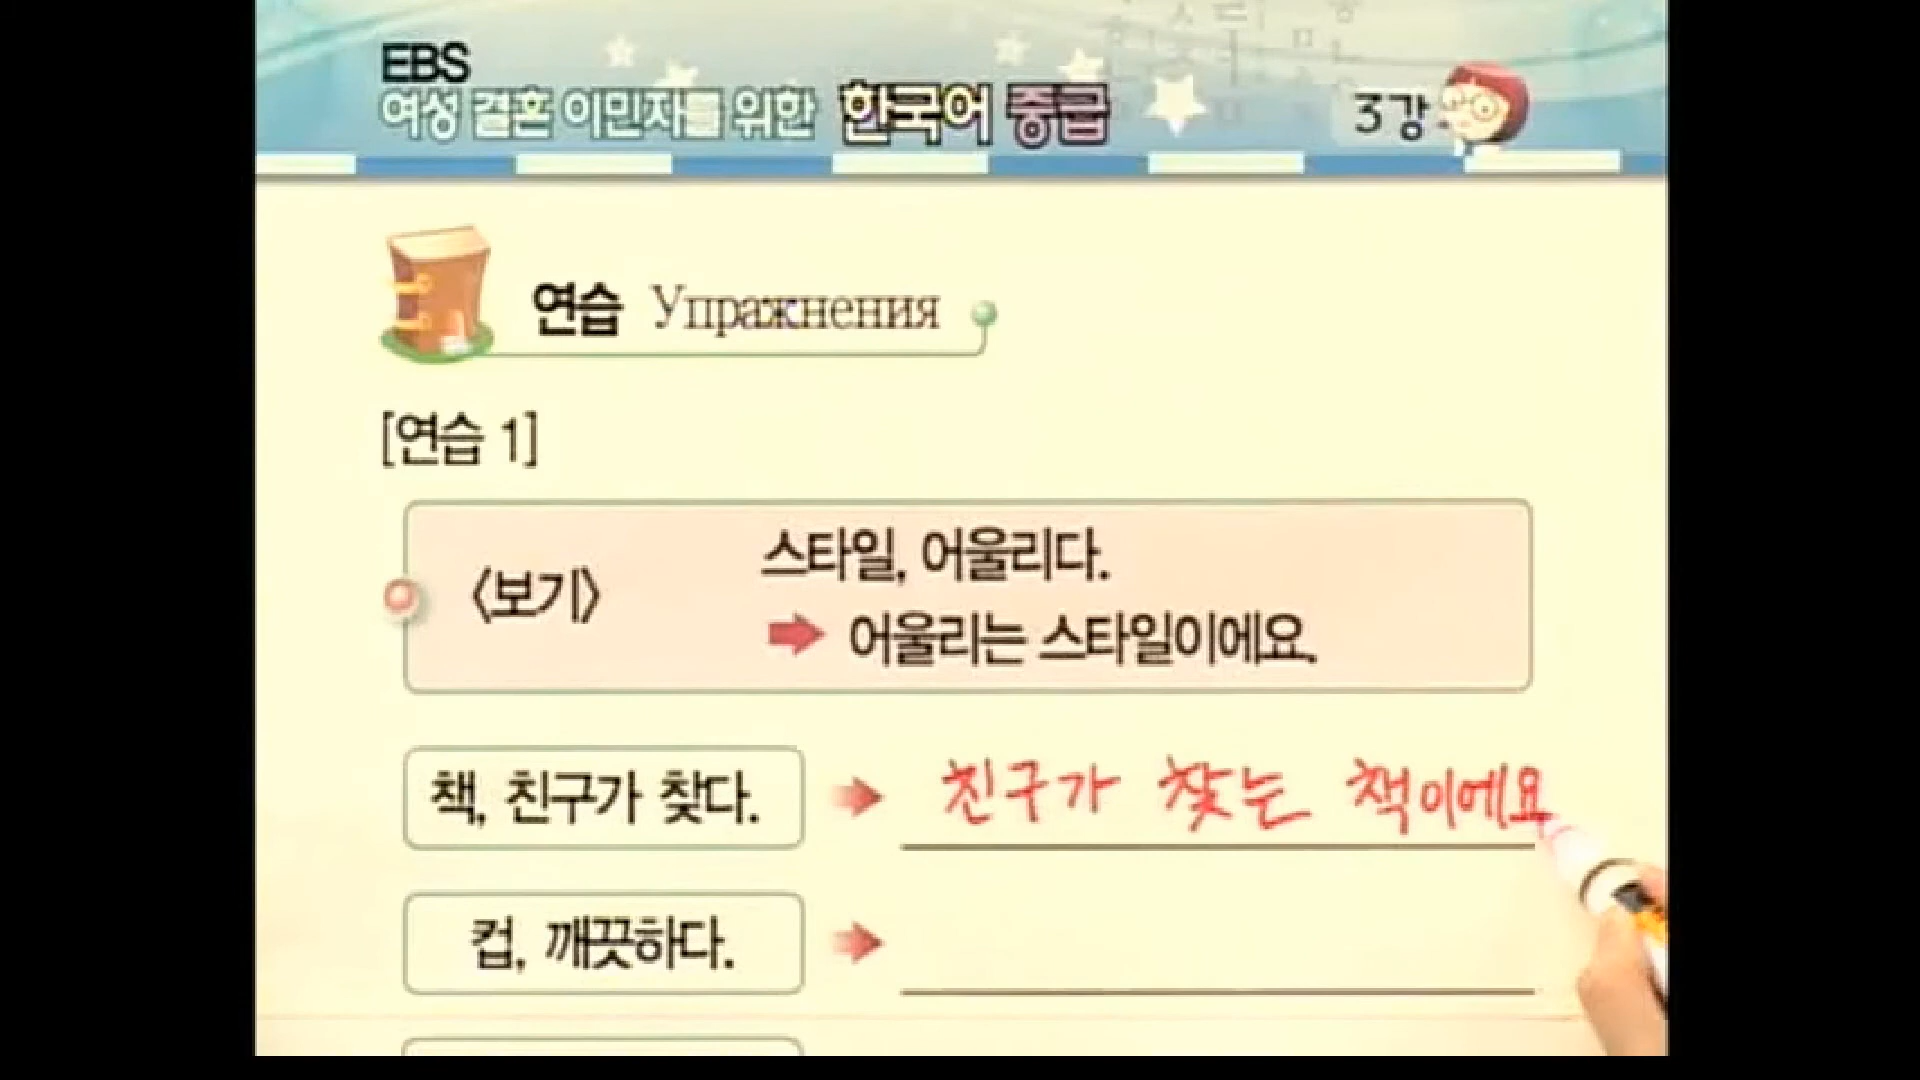 EBS
여성 결혼 이민자를 위한 한국어 중급
3강
연습 Упражнения
[연습 1]
<보기>
스타일, 어울리다.
어울리는 스타일이에요.
책, 친구가 찾다.
친구가 찾는 책이에요
컵, 깨끗하다.